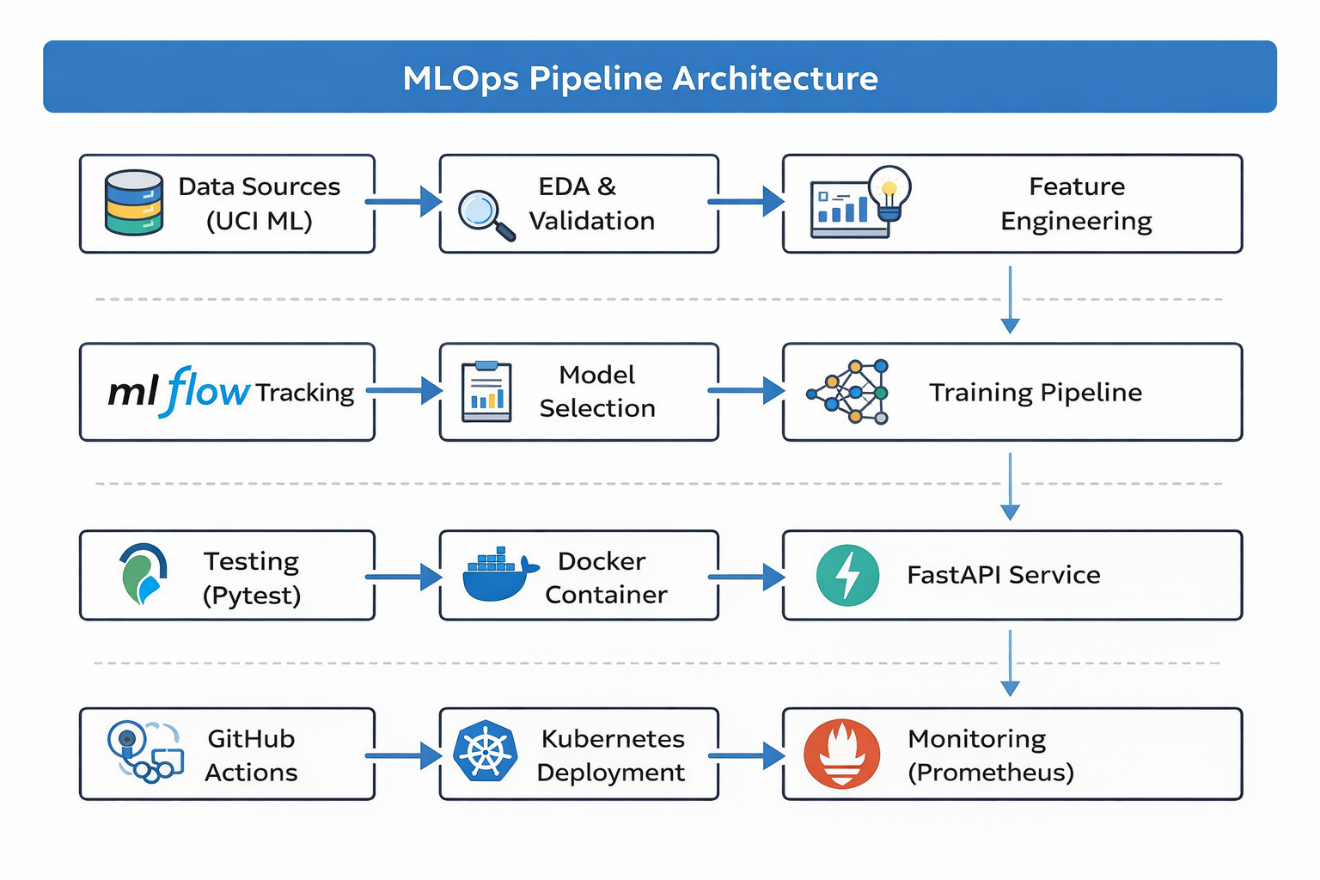 MLOps Pipeline Architecture
Data Sources
(UCI ML)
EDA &
Validation
Feature
Engineering
ml flow Tracking
Model
Selection
Training Pipeline
Testing
(Pytest)
Docker
Container
FastAPI Service
GitHub
Actions
Kubernetes
Deployment
Monitoring
(Prometheus)